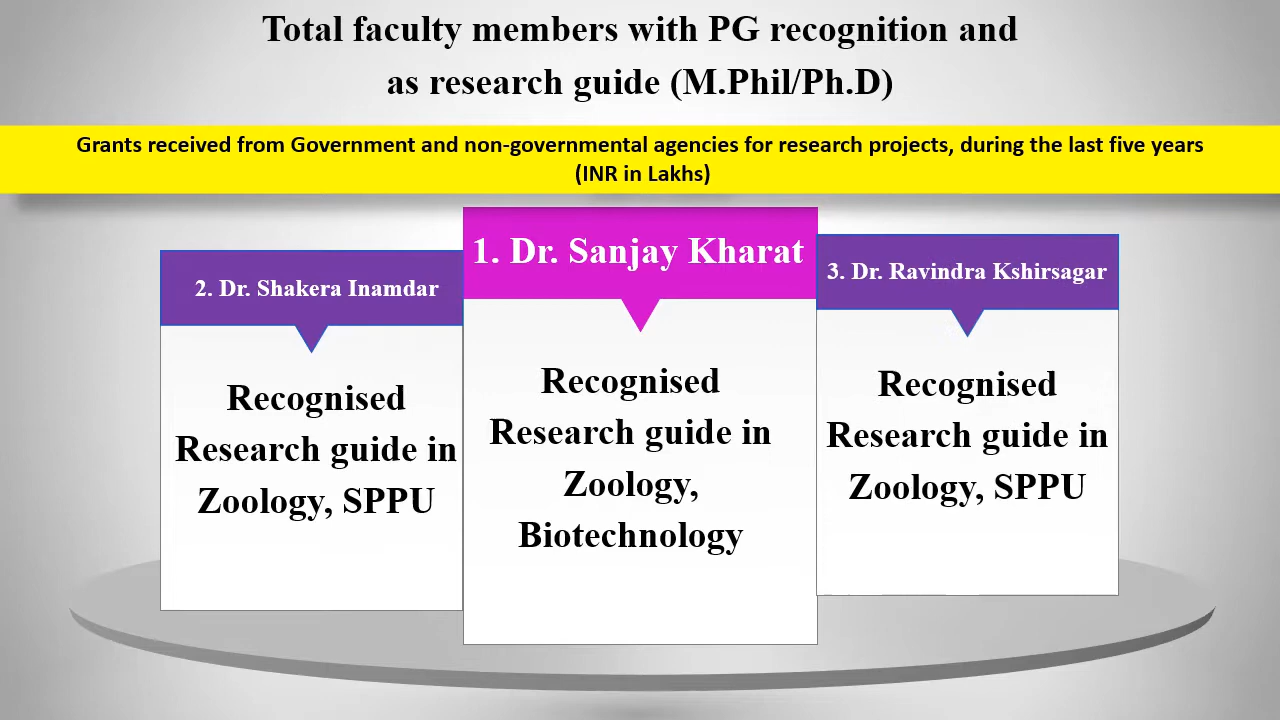 Total faculty members with PG recognition and
as research guide (M.Phil/Ph.D)
Grants received from Government and non-governmental agencies for research projects, during the last five years
(INR in Lakhs)
2. Dr. Shakera Inamdar
Recognised
Research guide in
Zoology, SPPU
1. Dr. Sanjay Kharat
Recognised
Research guide in
Zoology,
Biotechnology
3. Dr. Ravindra Kshirsagar
Recognised
Research guide in
Zoology, SPPU